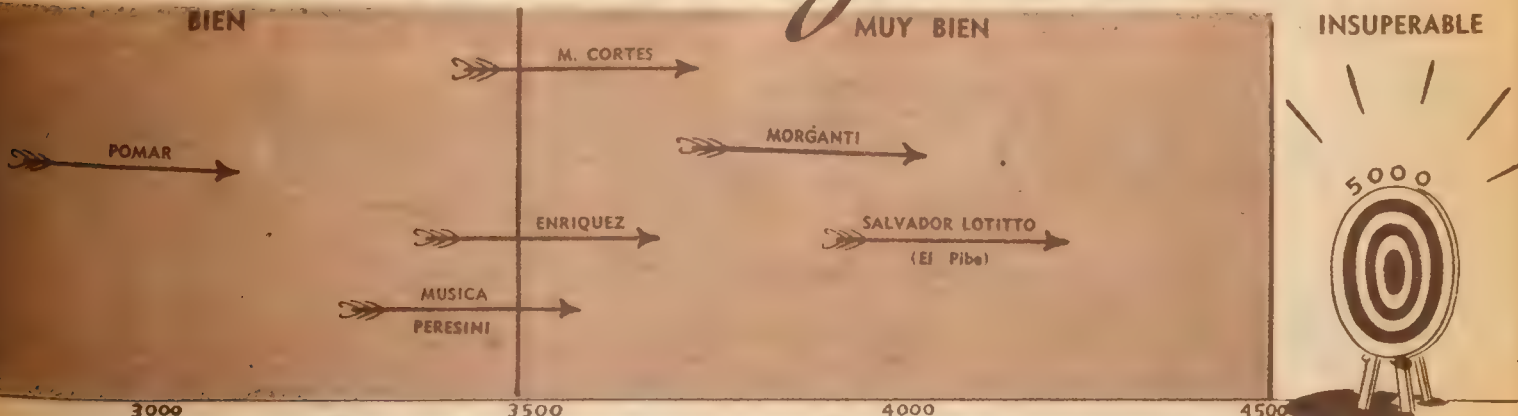 BIEN
MUY BIEN
INSUPERABLE
M. CORTES
MORGANTI
POMAR
5000
ENRIQUEZ
SALVADOR LOTITTO
(El Pibe)
MUSICA
PERESINI
3000
3500
4000
4500